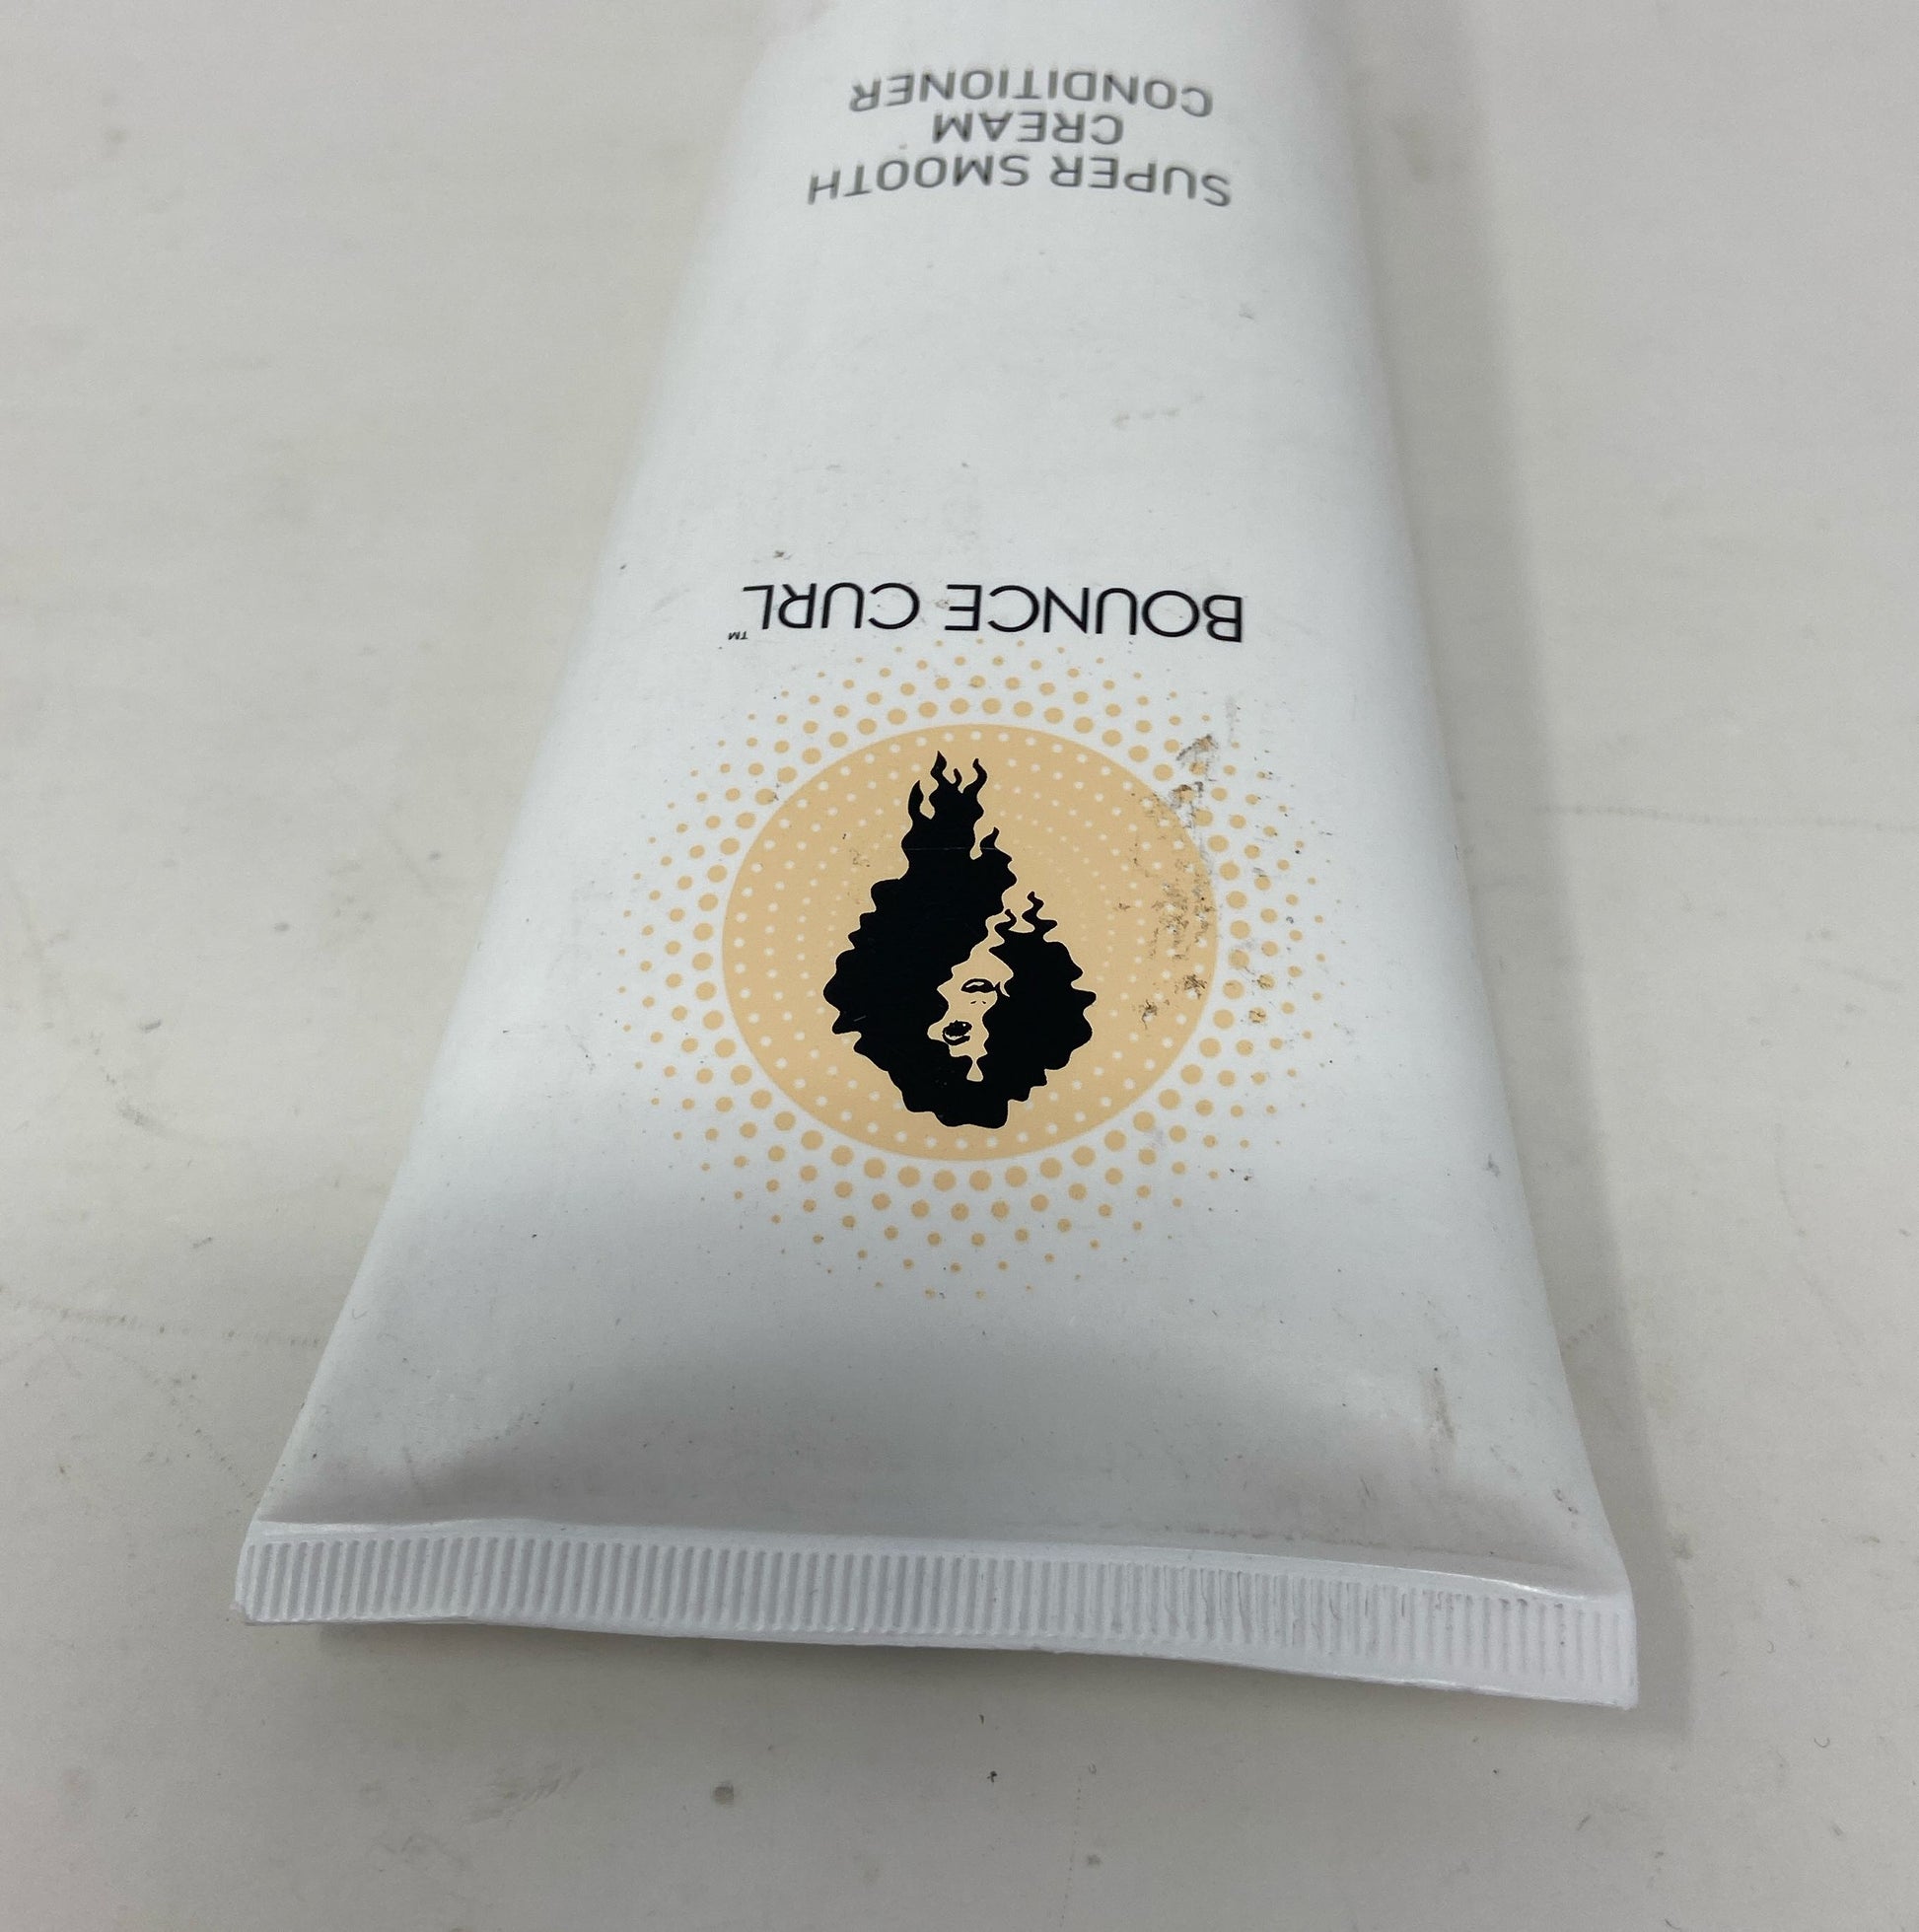 BOUNCE CURL™
SUPER SMOOTH
CREAM
CONDITIONER